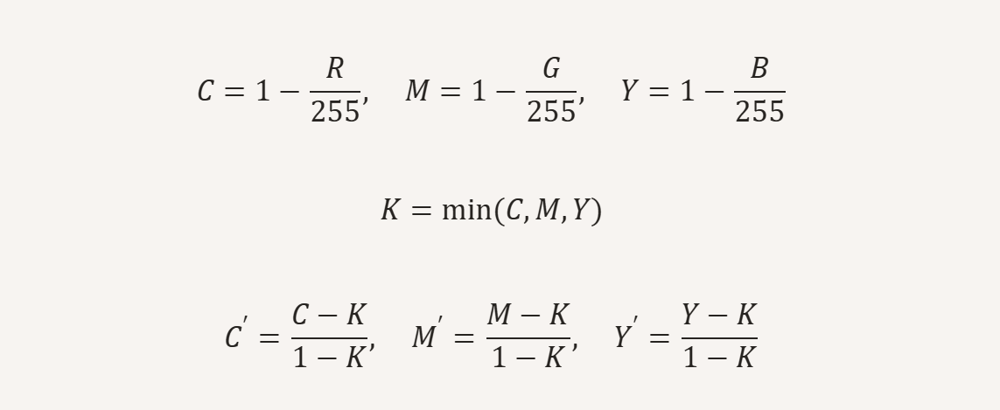 C = 1 − R/255, M = 1 − G/255, Y = 1 − B/255
K = min(C, M, Y)
C′ = (C − K)/(1 − K), M′ = (M − K)/(1 − K), Y′ = (Y − K)/(1 − K)